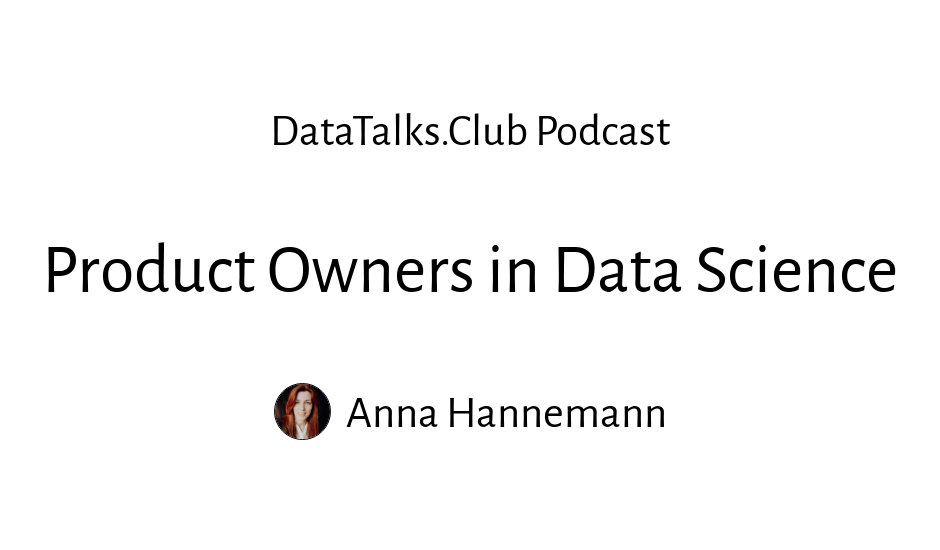 DataTalks.Club Podcast
Product Owners in Data Science
Anna Hannemann